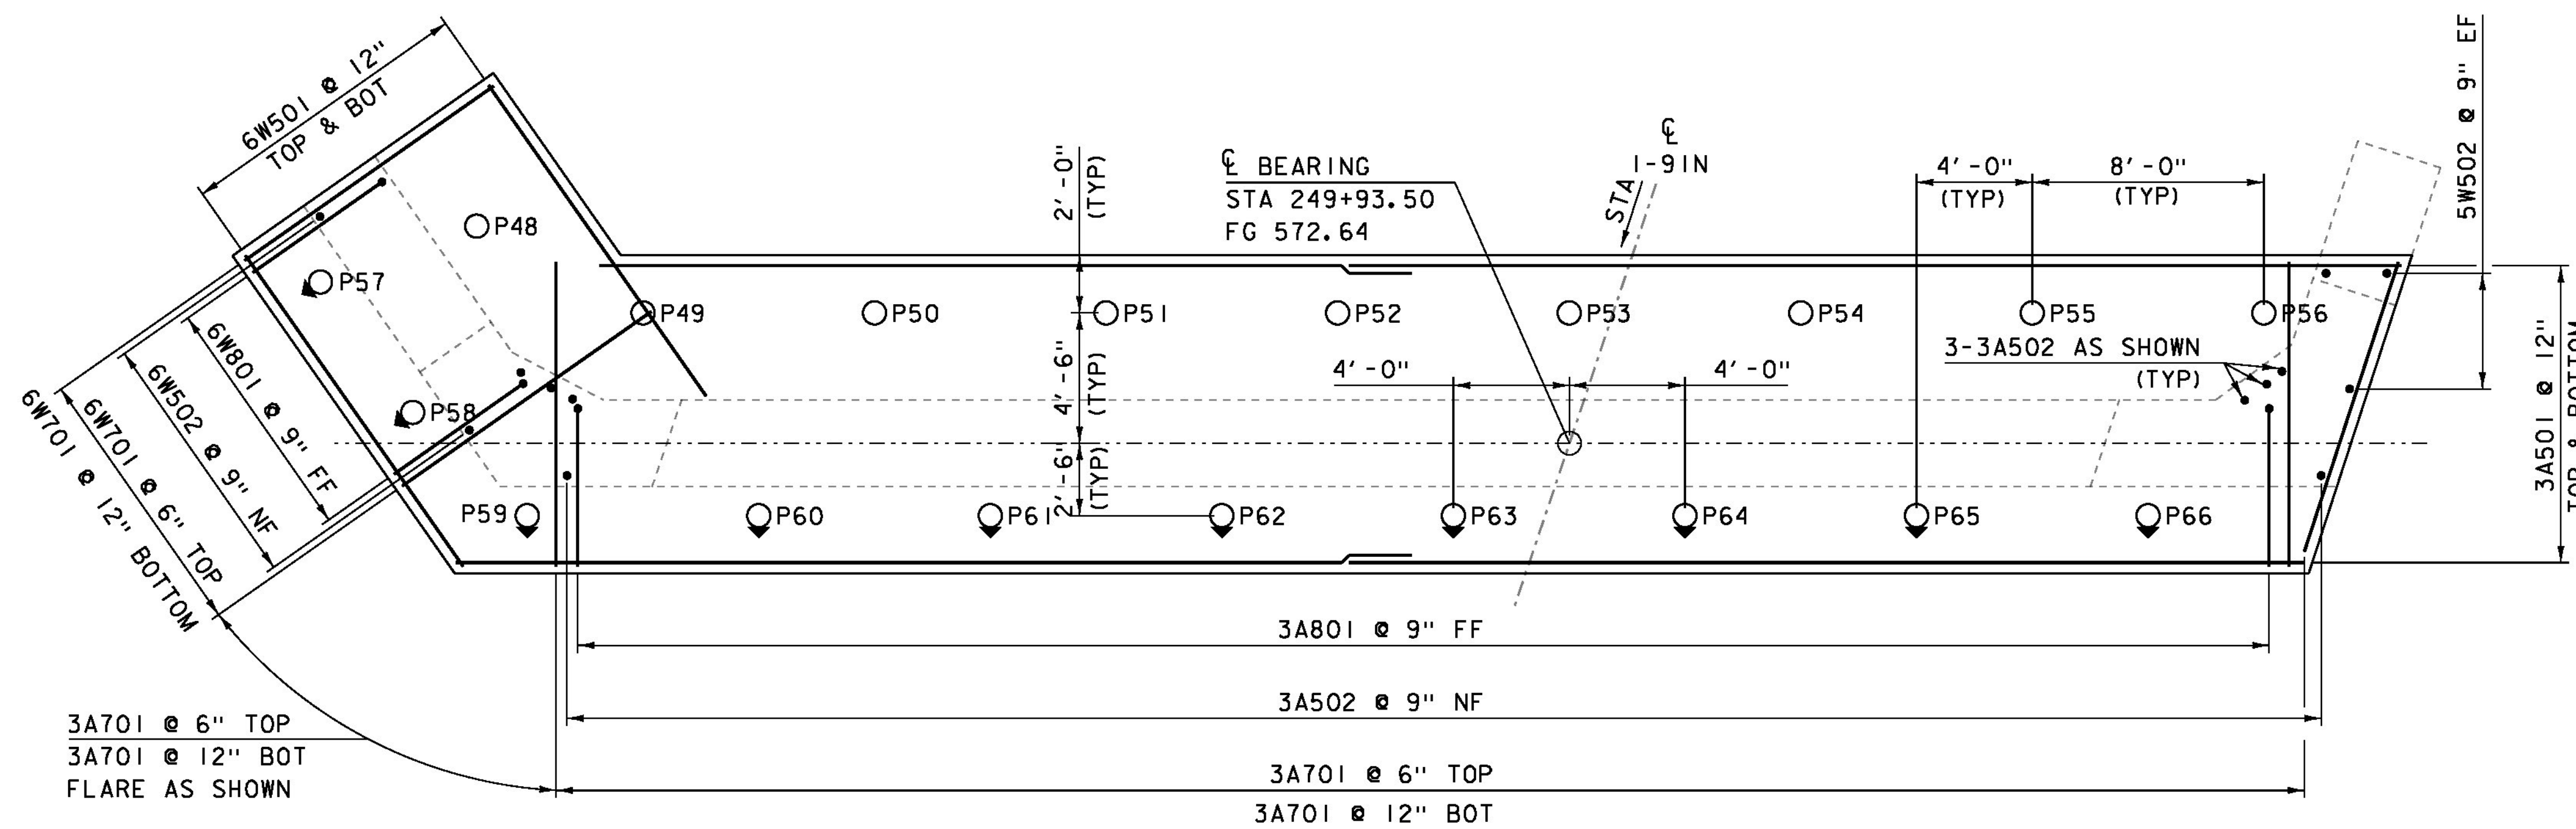 6W501 @ 12"
TOP & BOT
2'-0"
(TYP)
℄ BEARING
STA 249+93.50
FG 572.64
℄
I-91N
STA
4'-0"
(TYP)
8'-0"
(TYP)
5W502 @ 9" EF
P48
P57
P49
P50
P51
P52
P53
P54
P55
P56
6W801 @ 9" FF
6W502 @ 9" NF
6W701 @ 6" TOP
6W701 @ 12" BOTTOM
4'-6"
(TYP)
4'-0"
4'-0"
3-3A502 AS SHOWN
(TYP)
3A501 @ 12"
TOP & BOTTOM
P58
2'-6"
(TYP)
P59
P60
P61
P62
P63
P64
P65
P66
3A801 @ 9" FF
3A502 @ 9" NF
3A701 @ 6" TOP
3A701 @ 12" BOT
FLARE AS SHOWN
3A701 @ 6" TOP
3A701 @ 12" BOT